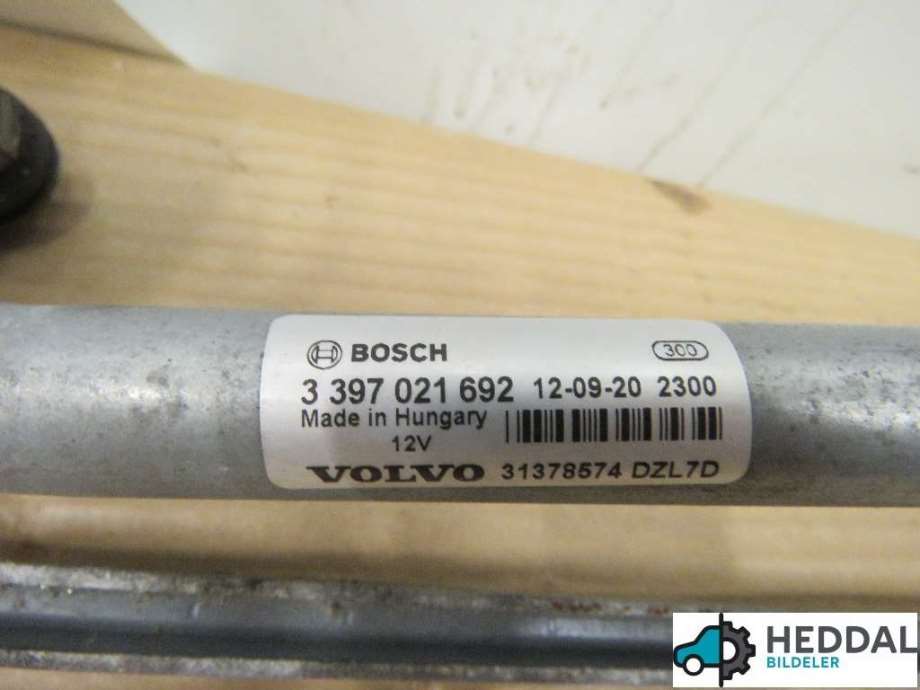 BOSCH 300
3 397 021 692 12-09-20 2300
Made in Hungary
12V
VOLVO 31378574 DZL7D
HEDDAL
BILDELER